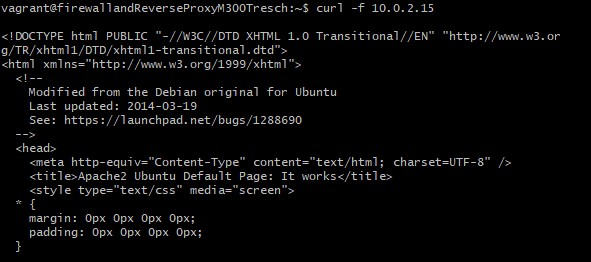 vagrant@firewallandReverseProxyM300Tresch:~$ curl -f 10.0.2.15
<!DOCTYPE html PUBLIC "-//W3C//DTD XHTML 1.0 Transitional//EN" "http://www.w3.or
g/TR/xhtml1/DTD/xhtml1-transitional.dtd">
<html xmlns="http://www.w3.org/1999/xhtml">
  <!--
    Modified from the Debian original for Ubuntu
    Last updated: 2014-03-19
    See: https://launchpad.net/bugs/1288690
  -->
  <head>
    <meta http-equiv="Content-Type" content="text/html; charset=UTF-8" />
    <title>Apache2 Ubuntu Default Page: It works</title>
    <style type="text/css" media="screen">
  * {
    margin: 0px 0px 0px 0px;
    padding: 0px 0px 0px 0px;
  }